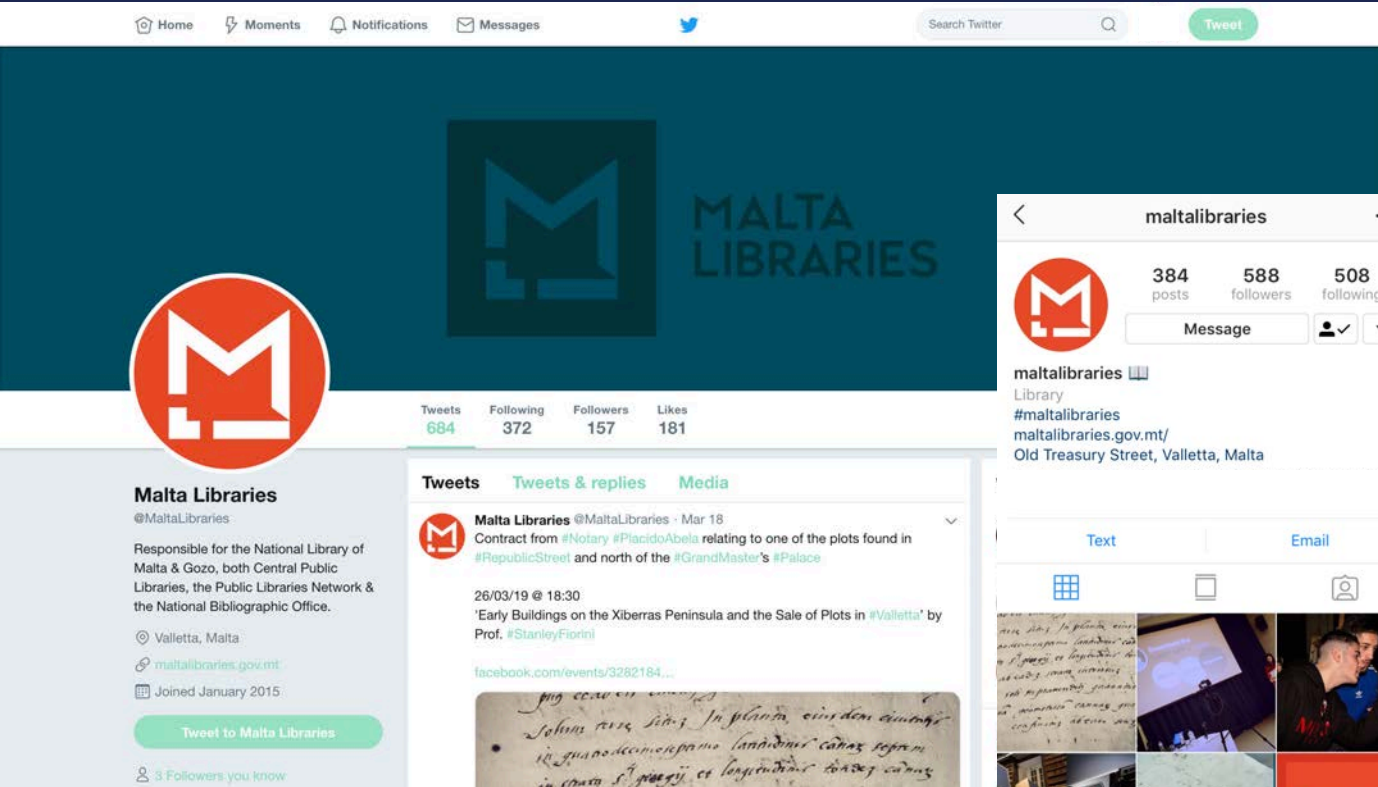 Home
Moments
Notifications
Messages
Search Twitter
Tweet
MALTA
LIBRARIES
Tweets
684
Following
372
Followers
157
Likes
181
Malta Libraries
@MaltaLibraries
Responsible for the National Library of
Malta & Gozo, both Central Public
Libraries, the Public Libraries Network &
the National Bibliographic Office.
Valletta, Malta
maltalibraries.gov.mt
Joined January 2015
Tweet to Malta Libraries
3 Followers you know
Tweets
Tweets & replies
Media
Malta Libraries @MaltaLibraries · Mar 18
Contract from #Notary #PlacidoAbela relating to one of the plots found in
#RepublicStreet and north of the #GrandMaster's #Palace
26/03/19 @ 18:30
'Early Buildings on the Xiberras Peninsula and the Sale of Plots in #Valletta' by
Prof. #StanleyFiorini
facebook.com/events/3282184...
maltalibraries
384
posts
588
followers
508
following
Message
maltalibraries
Library
#maltalibraries
maltalibraries.gov.mt/
Old Treasury Street, Valletta, Malta
Text
Email